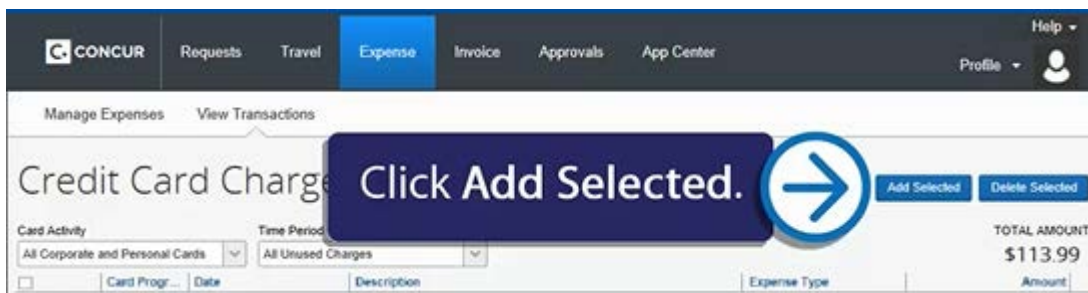 Help
C. CONCUR Requests Travel Expense Invoice Approvals App Center
Profile
Manage Expenses View Transactions
Credit Card Charge
Click Add Selected.
Add Selected Delete Selected
Card Activity Time Period TOTAL AMOUNT
All Corporate and Personal Cards All Unused Charges $113.99
Card Progr... Date Description Expense Type Amount